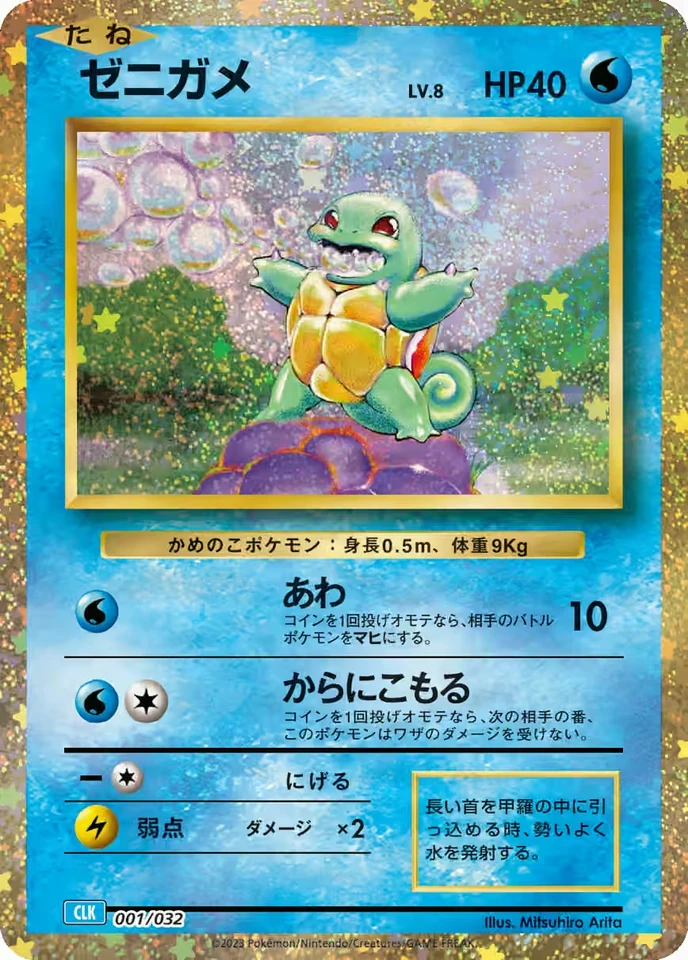 たね
ゼニガメ LV.8 HP40
かめのこポケモン：身長0.5m、体重9Kg
あわ
コインを1回投げオモテなら、相手のバトル
ポケモンをマヒにする。
10
からにこもる
コインを1回投げオモテなら、次の相手の番、
このポケモンはワザのダメージを受けない。
にげる
弱点 ダメージ ×2
長い首を甲羅の中に引
っ込める時、勢いよく
水を発射する。
CLK 001/032
Illus. Mitsuhiro Arita
©2023 Pokémon/Nintendo/Creatures/GAME FREAK.